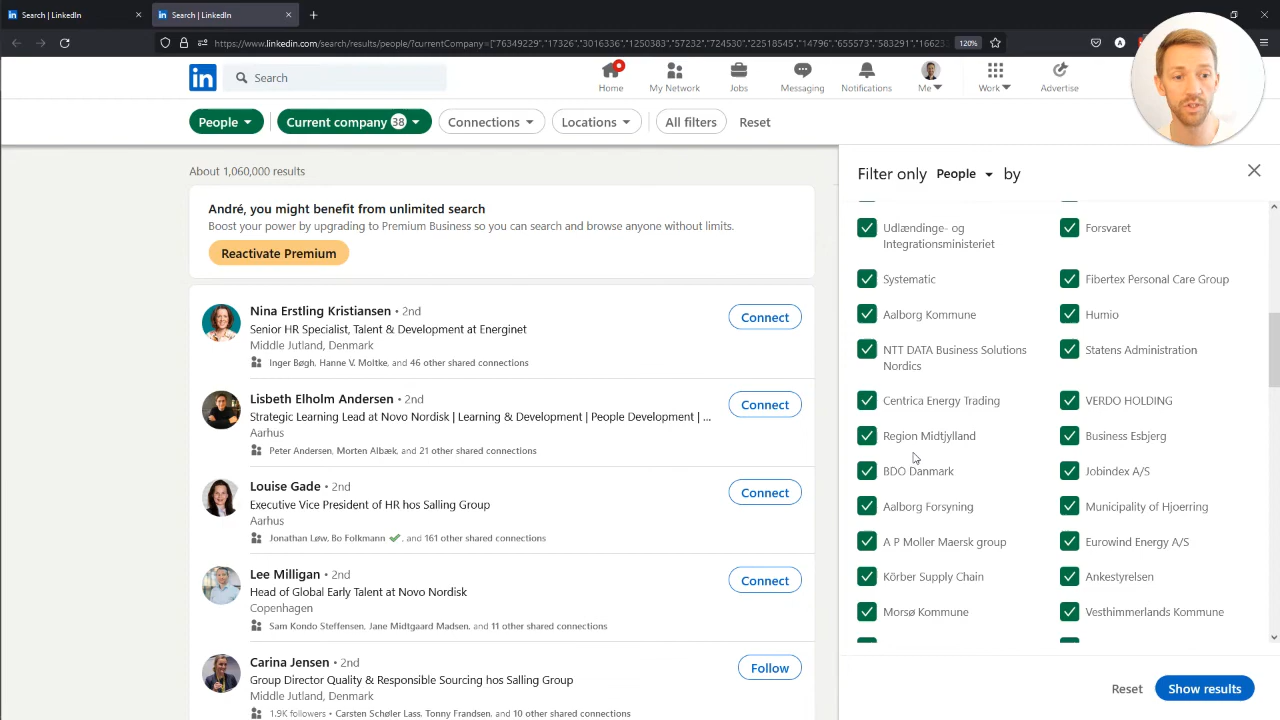 Search | LinkedIn
Search | LinkedIn
https://www.linkedin.com/search/results/people/?currentCompany=["76349229","17326","3016336","1250383","57232","724530","22518545","14796","655573","583291","16623
120%
in
Search
Home
My Network
Jobs
Messaging
Notifications
Me
Work
Advertise
People
Current company 38
Connections
Locations
All filters
Reset
About 1,060,000 results
André, you might benefit from unlimited search
Boost your power by upgrading to Premium Business so you can search and browse anyone without limits.
Reactivate Premium
Nina Erstling Kristiansen • 2nd
Senior HR Specialist, Talent & Development at Energinet
Middle Jutland, Denmark
Inger Bøgh, Hanne V. Moltke, and 46 other shared connections
Connect
Lisbeth Elholm Andersen • 2nd
Strategic Learning Lead at Novo Nordisk | Learning & Development | People Development | ...
Aarhus
Peter Andersen, Morten Albæk, and 21 other shared connections
Connect
Louise Gade • 2nd
Executive Vice President of HR hos Salling Group
Aarhus
Jonathan Løw, Bo Folkmann ✔, and 161 other shared connections
Connect
Lee Milligan • 2nd
Head of Global Early Talent at Novo Nordisk
Copenhagen
Sam Kondo Steffensen, Jane Midtgaard Madsen, and 11 other shared connections
Connect
Carina Jensen • 2nd
Group Director Quality & Responsible Sourcing hos Salling Group
Middle Jutland, Denmark
1.9K followers • Carsten Schøler Lass, Tonny Frandsen, and 10 other shared connections
Follow
Filter only People by
Udlændinge- og
Integrationsministeriet
Forsvaret
Systematic
Fibertex Personal Care Group
Aalborg Kommune
Humio
NTT DATA Business Solutions
Nordics
Statens Administration
Centrica Energy Trading
VERDO HOLDING
Region Midtjylland
Business Esbjerg
BDO Danmark
Jobindex A/S
Aalborg Forsyning
Municipality of Hjoerring
A P Moller Maersk group
Eurowind Energy A/S
Körber Supply Chain
Ankestyrelsen
Morsø Kommune
Vesthimmerlands Kommune
Reset
Show results